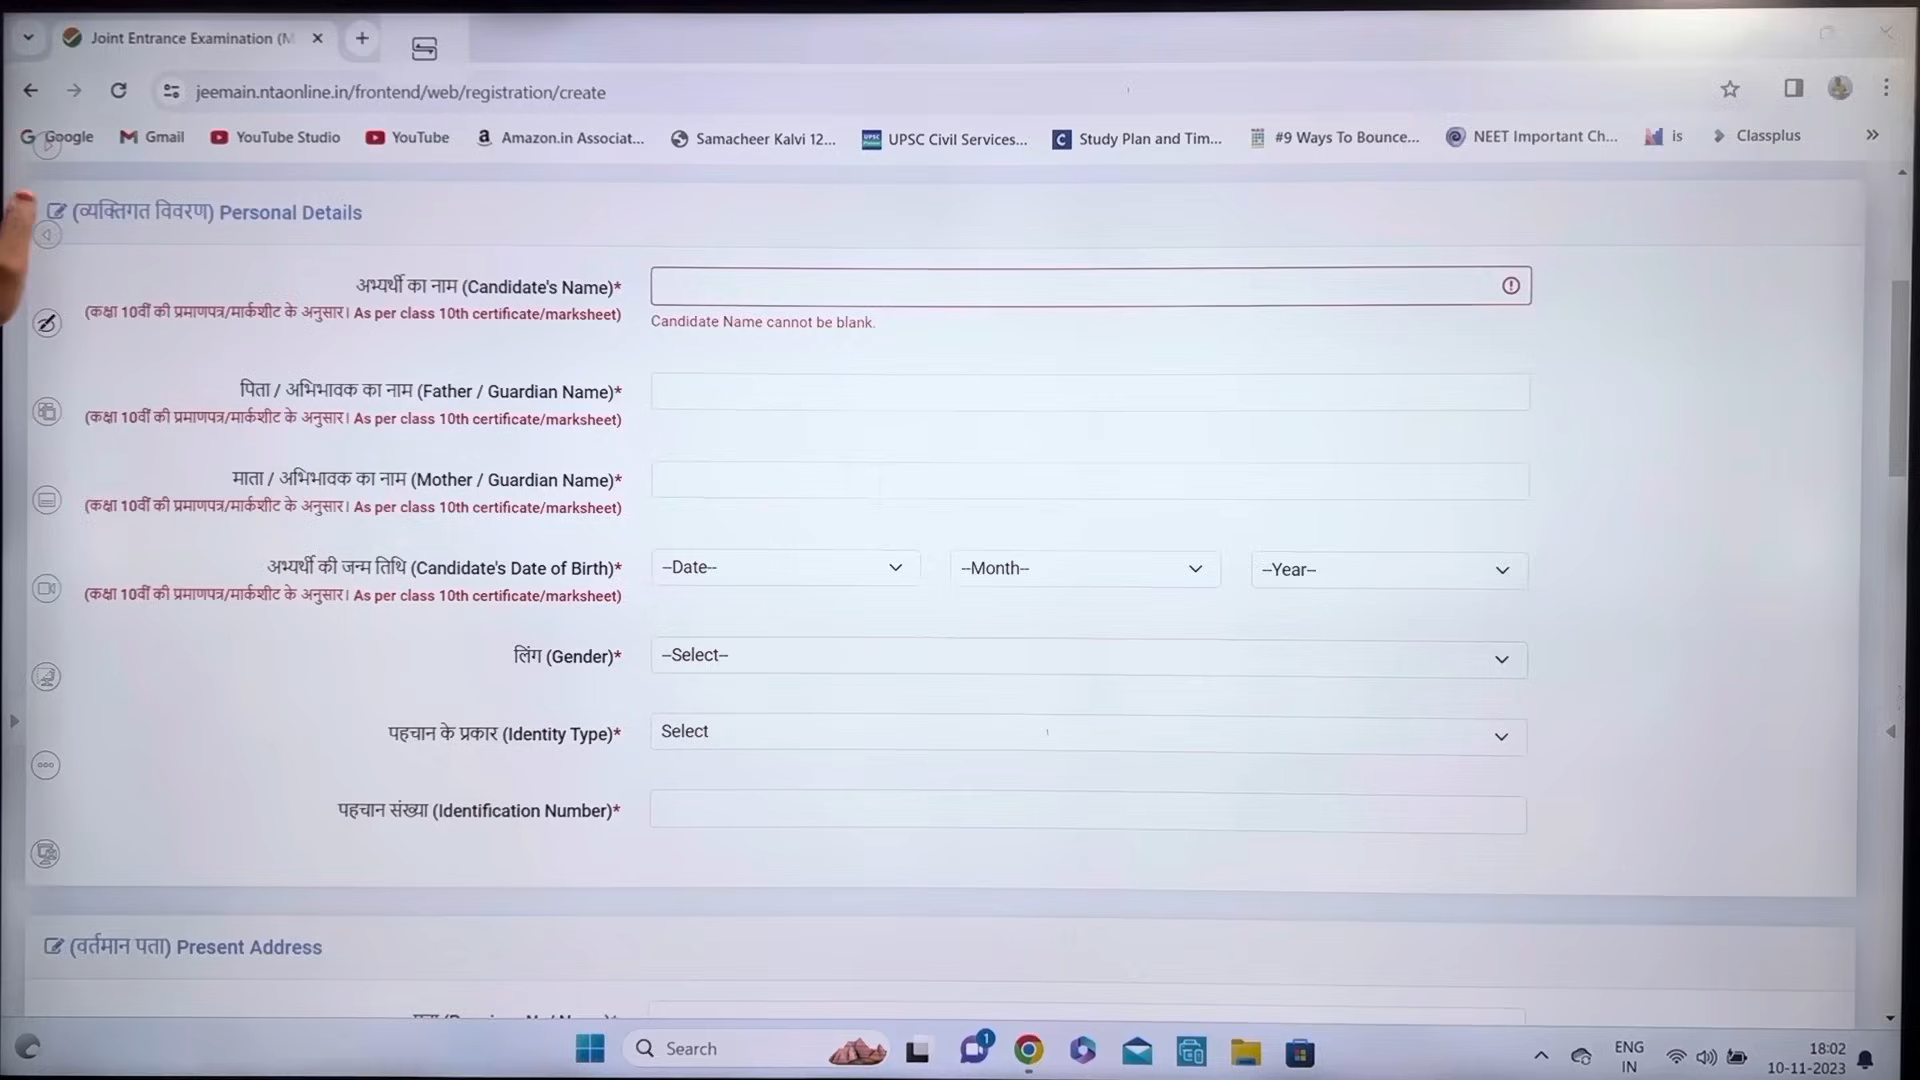 Joint Entrance Examination (M
jeemain.ntaonline.in/frontend/web/registration/create
Google Gmail YouTube Studio YouTube Amazon.in Associat... Samacheer Kalvi 12... UPSC Civil Services... Study Plan and Tim... #9 Ways To Bounce... NEET Important Ch... is Classplus
(व्यक्तिगत विवरण) Personal Details
अभ्यर्थी का नाम (Candidate's Name)*
(कक्षा 10वीं की प्रमाणपत्र/मार्कशीट के अनुसार। As per class 10th certificate/marksheet)
Candidate Name cannot be blank.
पिता / अभिभावक का नाम (Father / Guardian Name)*
(कक्षा 10वीं की प्रमाणपत्र/मार्कशीट के अनुसार। As per class 10th certificate/marksheet)
माता / अभिभावक का नाम (Mother / Guardian Name)*
(कक्षा 10वीं की प्रमाणपत्र/मार्कशीट के अनुसार। As per class 10th certificate/marksheet)
अभ्यर्थी की जन्म तिथि (Candidate's Date of Birth)* --Date-- --Month-- --Year--
(कक्षा 10वीं की प्रमाणपत्र/मार्कशीट के अनुसार। As per class 10th certificate/marksheet)
लिंग (Gender)* --Select--
पहचान के प्रकार (Identity Type)* Select
पहचान संख्या (Identification Number)*
(वर्तमान पता) Present Address
Search
1
ENG
IN
18:02
10-11-2023